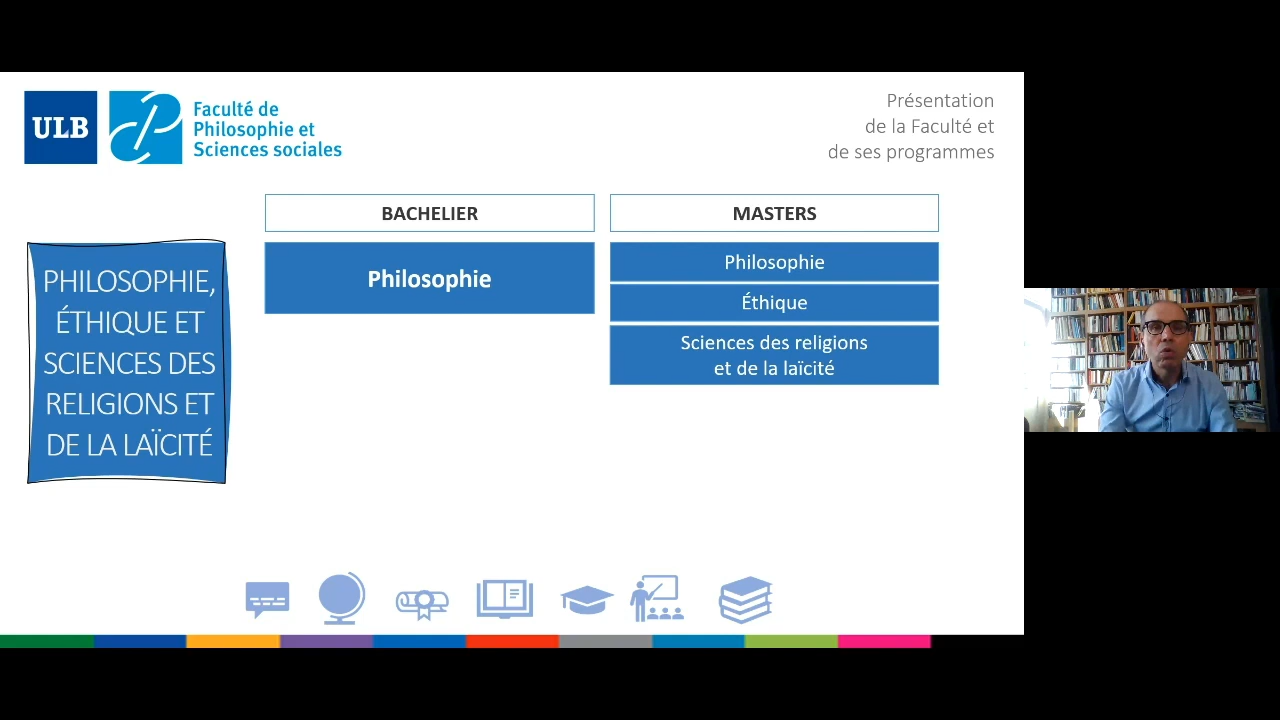 ULB
Faculté de
Philosophie et
Sciences sociales
Présentation
de la Faculté et
de ses programmes
PHILOSOPHIE,
ÉTHIQUE ET
SCIENCES DES
RELIGIONS ET
DE LA LAÏCITÉ
BACHELIER
Philosophie
MASTERS
Philosophie
Éthique
Sciences des religions
et de la laïcité